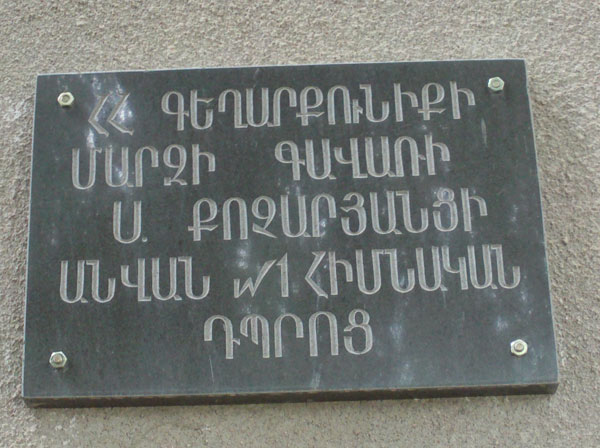 ՀՀ ԳԵՂԱՐՔՈՒՆԻՔԻ
ՄԱՐԶԻ ԳԱՎԱՌԻ
Ս. ՔՈՉԱՐՅԱՆՑԻ
ԱՆՎԱՆ №1 ՀԻՄՆԱԿԱՆ
ԴՊՐՈՑ